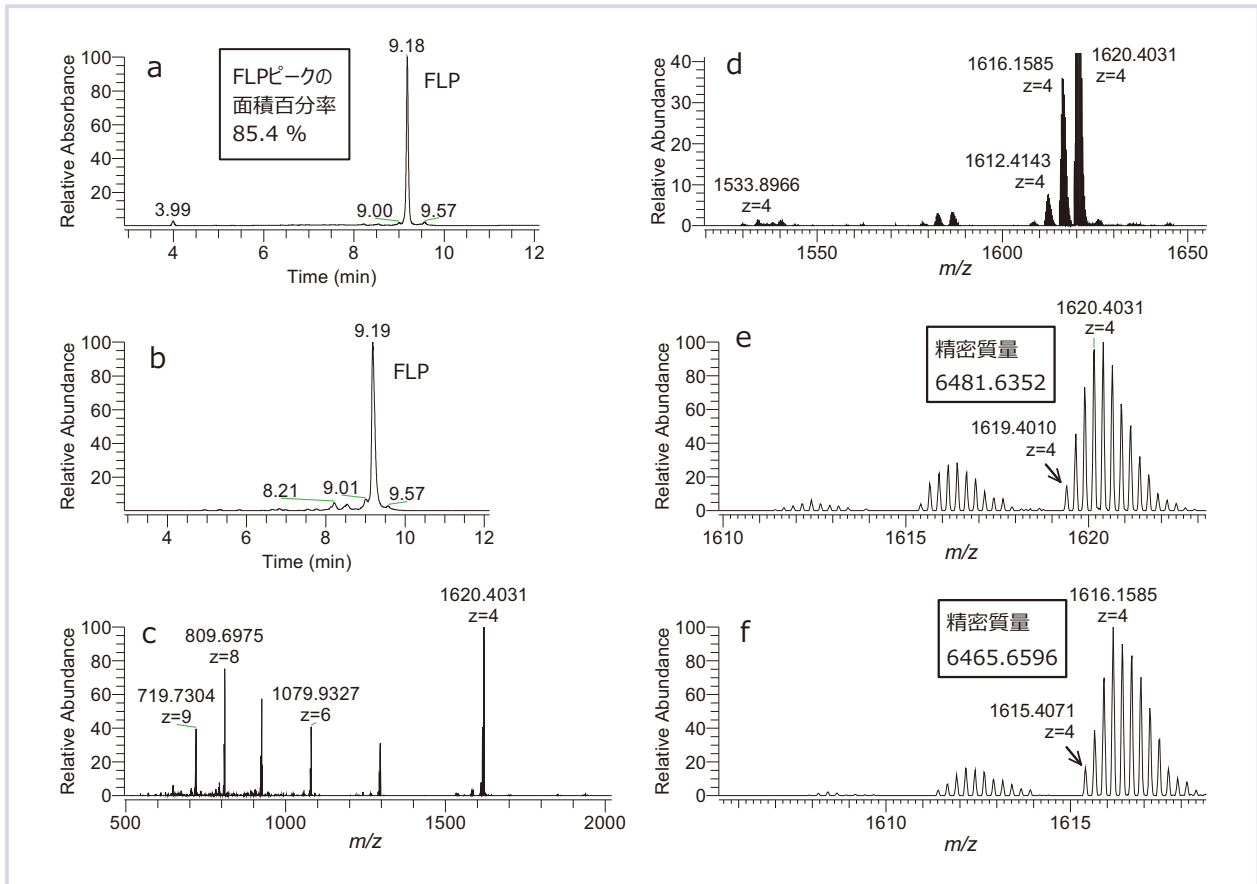 a
FLPピークの
面積百分率
85.4 %
9.18
FLP
3.99
9.00
9.57
Relative Absorbance
100
80
60
40
20
4
6
8
10
12
Time (min)
b
9.19
FLP
8.21
9.01
9.57
Relative Abundance
100
80
60
40
20
0
4
6
8
10
12
Time (min)
c
1620.4031
z=4
809.6975
z=8
719.7304
z=9
1079.9327
z=6
Relative Abundance
100
80
60
40
20
0
500
1000
1500
2000
m/z
d
1616.1585
z=4
1620.4031
z=4
1612.4143
z=4
1533.8966
z=4
Relative Abundance
40
30
20
10
0
1550
1600
1650
m/z
e
精密質量
6481.6352
1620.4031
z=4
1619.4010
z=4
Relative Abundance
100
80
60
40
20
0
1610
1615
1620
m/z
f
精密質量
6465.6596
1616.1585
z=4
1615.4071
z=4
Relative Abundance
100
80
60
40
20
0
1610
1615
m/z